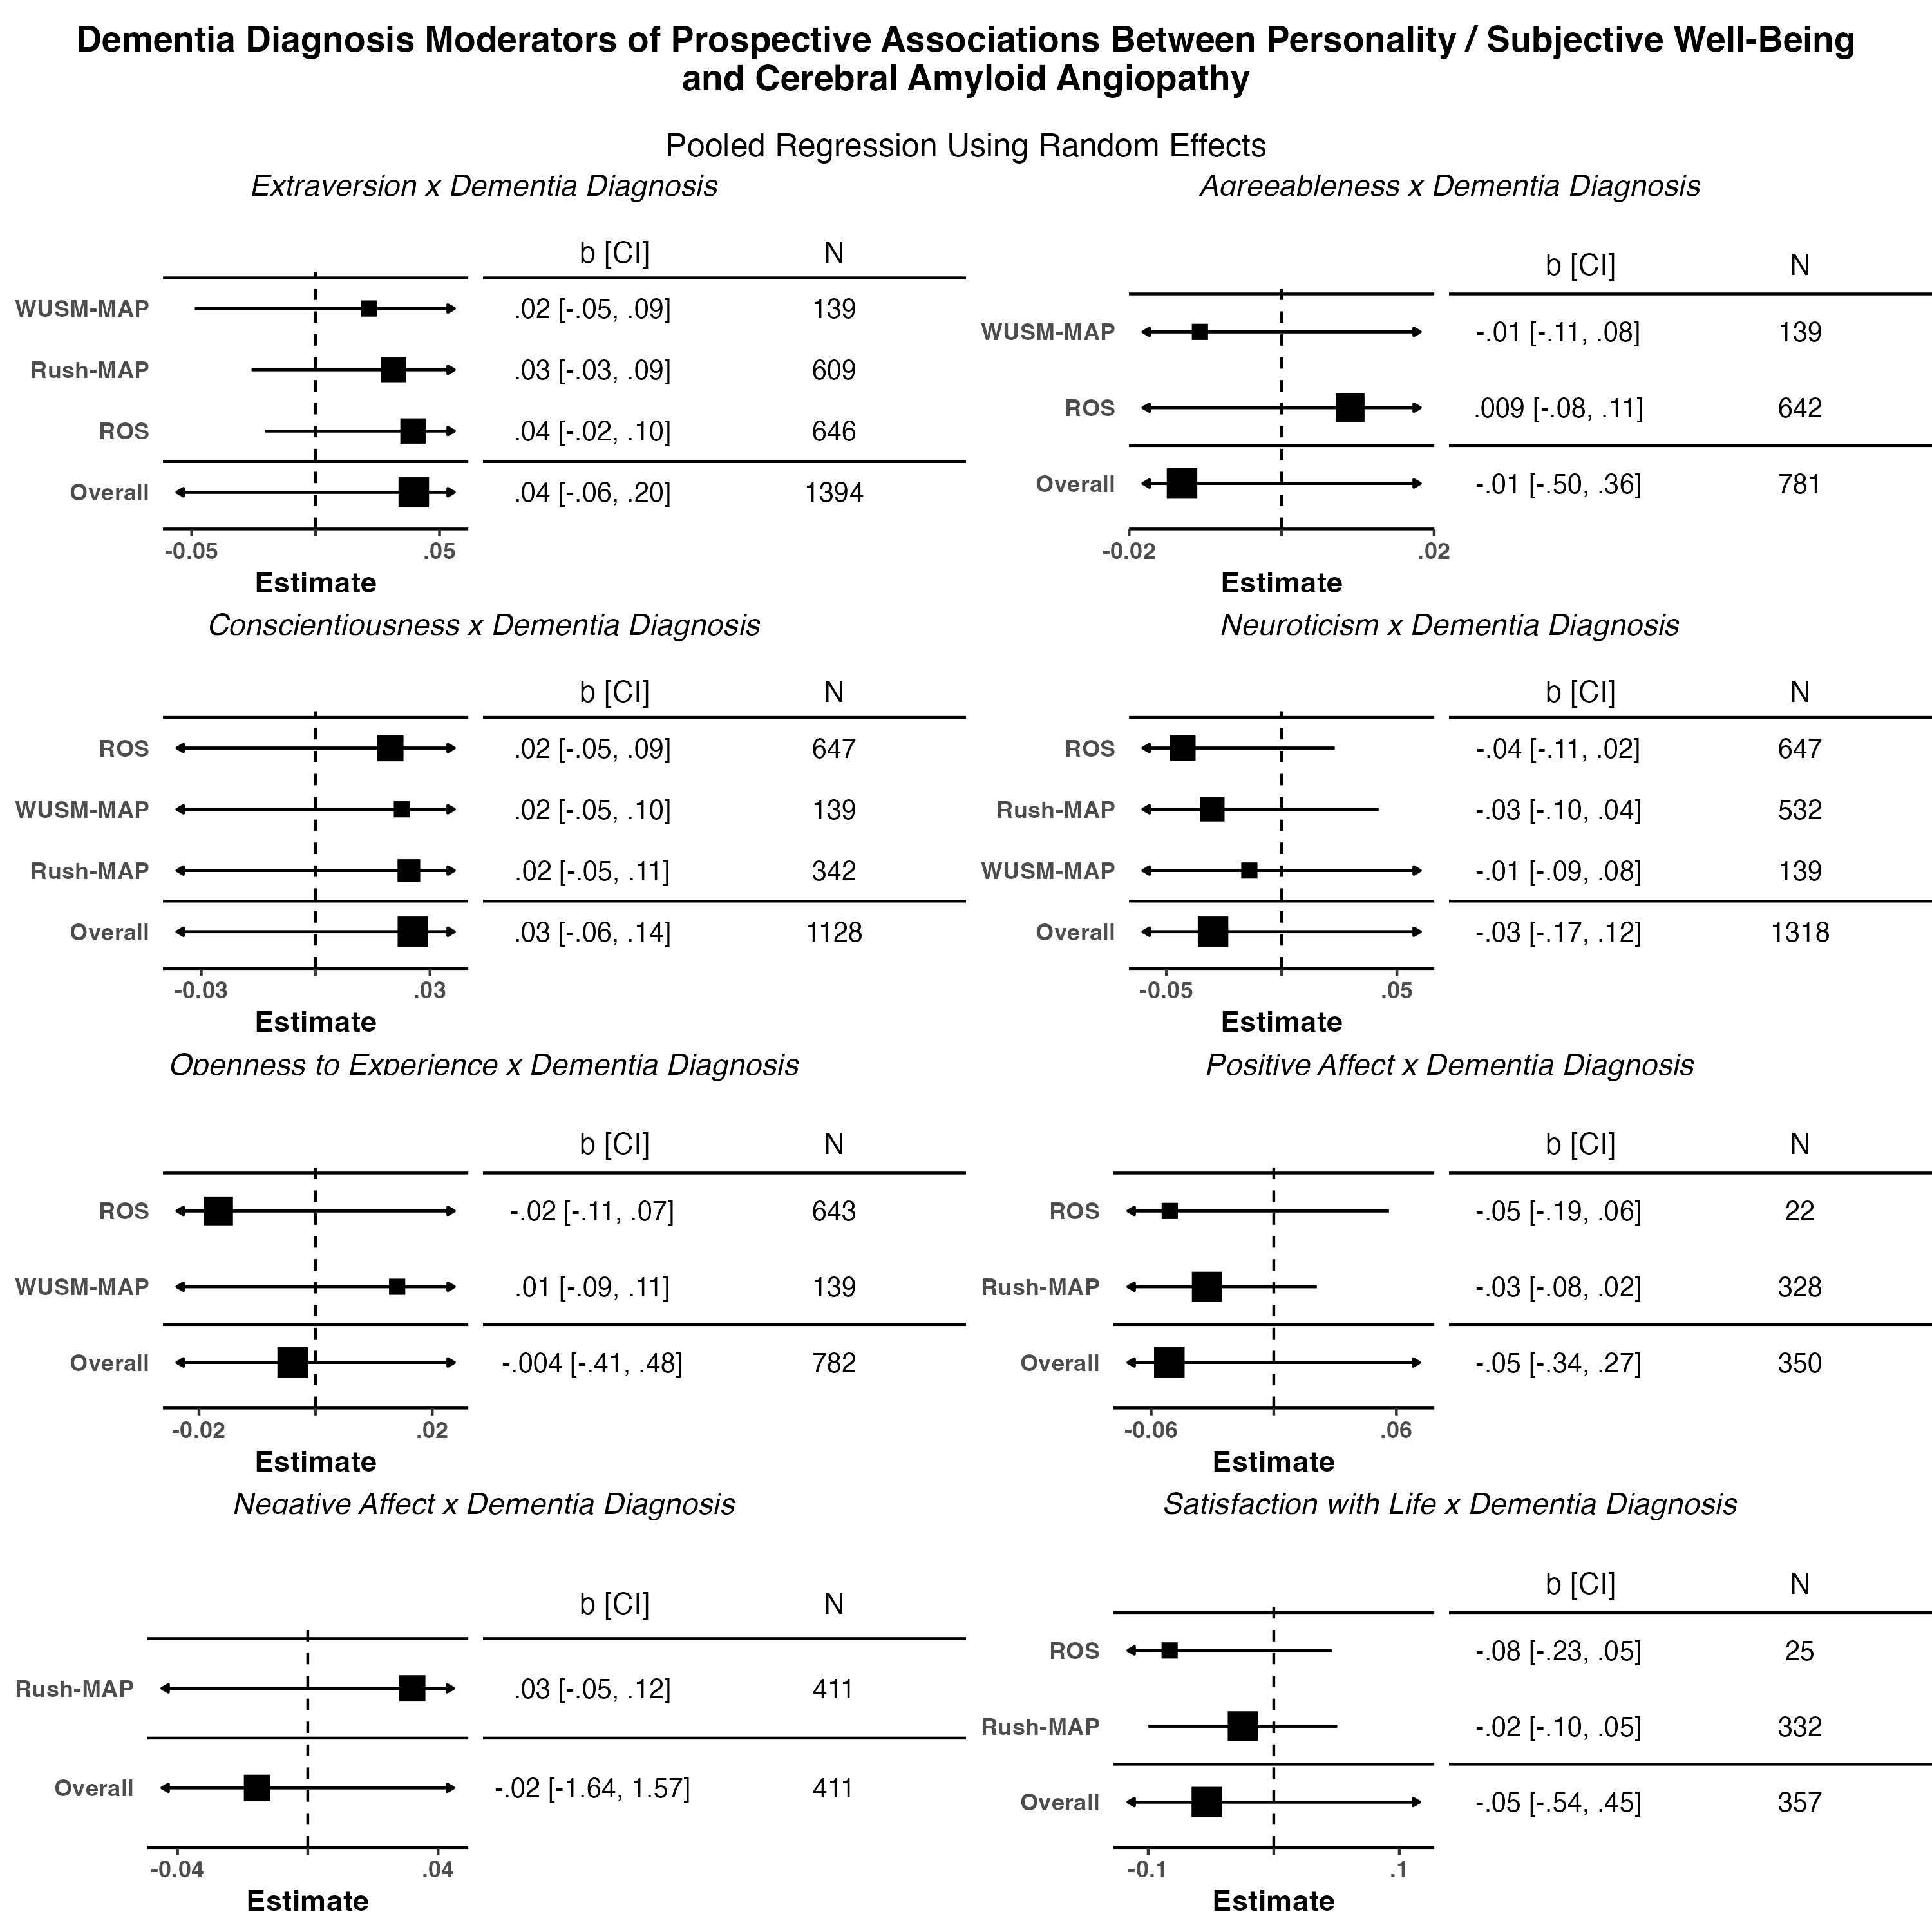 Dementia Diagnosis Moderators of Prospective Associations Between Personality / Subjective Well-Being
and Cerebral Amyloid Angiopathy
Pooled Regression Using Random Effects
Extraversion x Dementia Diagnosis
b [CI] N
WUSM-MAP .02 [-.05, .09] 139
Rush-MAP .03 [-.03, .09] 609
ROS .04 [-.02, .10] 646
Overall .04 [-.06, .20] 1394
-0.05 .05
Estimate
Agreeableness x Dementia Diagnosis
b [CI] N
WUSM-MAP -.01 [-.11, .08] 139
ROS .009 [-.08, .11] 642
Overall -.01 [-.50, .36] 781
-0.02 .02
Estimate
Conscientiousness x Dementia Diagnosis
b [CI] N
ROS .02 [-.05, .09] 647
WUSM-MAP .02 [-.05, .10] 139
Rush-MAP .02 [-.05, .11] 342
Overall .03 [-.06, .14] 1128
-0.03 .03
Estimate
Neuroticism x Dementia Diagnosis
b [CI] N
ROS -.04 [-.11, .02] 647
Rush-MAP -.03 [-.10, .04] 532
WUSM-MAP -.01 [-.09, .08] 139
Overall -.03 [-.17, .12] 1318
-0.05 .05
Estimate
Openness to Experience x Dementia Diagnosis
b [CI] N
ROS -.02 [-.11, .07] 643
WUSM-MAP .01 [-.09, .11] 139
Overall -.004 [-.41, .48] 782
-0.02 .02
Estimate
Positive Affect x Dementia Diagnosis
b [CI] N
ROS -.05 [-.19, .06] 22
Rush-MAP -.03 [-.08, .02] 328
Overall -.05 [-.34, .27] 350
-0.06 .06
Estimate
Negative Affect x Dementia Diagnosis
b [CI] N
Rush-MAP .03 [-.05, .12] 411
Overall -.02 [-1.64, 1.57] 411
-0.04 .04
Estimate
Satisfaction with Life x Dementia Diagnosis
b [CI] N
ROS -.08 [-.23, .05] 25
Rush-MAP -.02 [-.10, .05] 332
Overall -.05 [-.54, .45] 357
-0.1 .1
Estimate